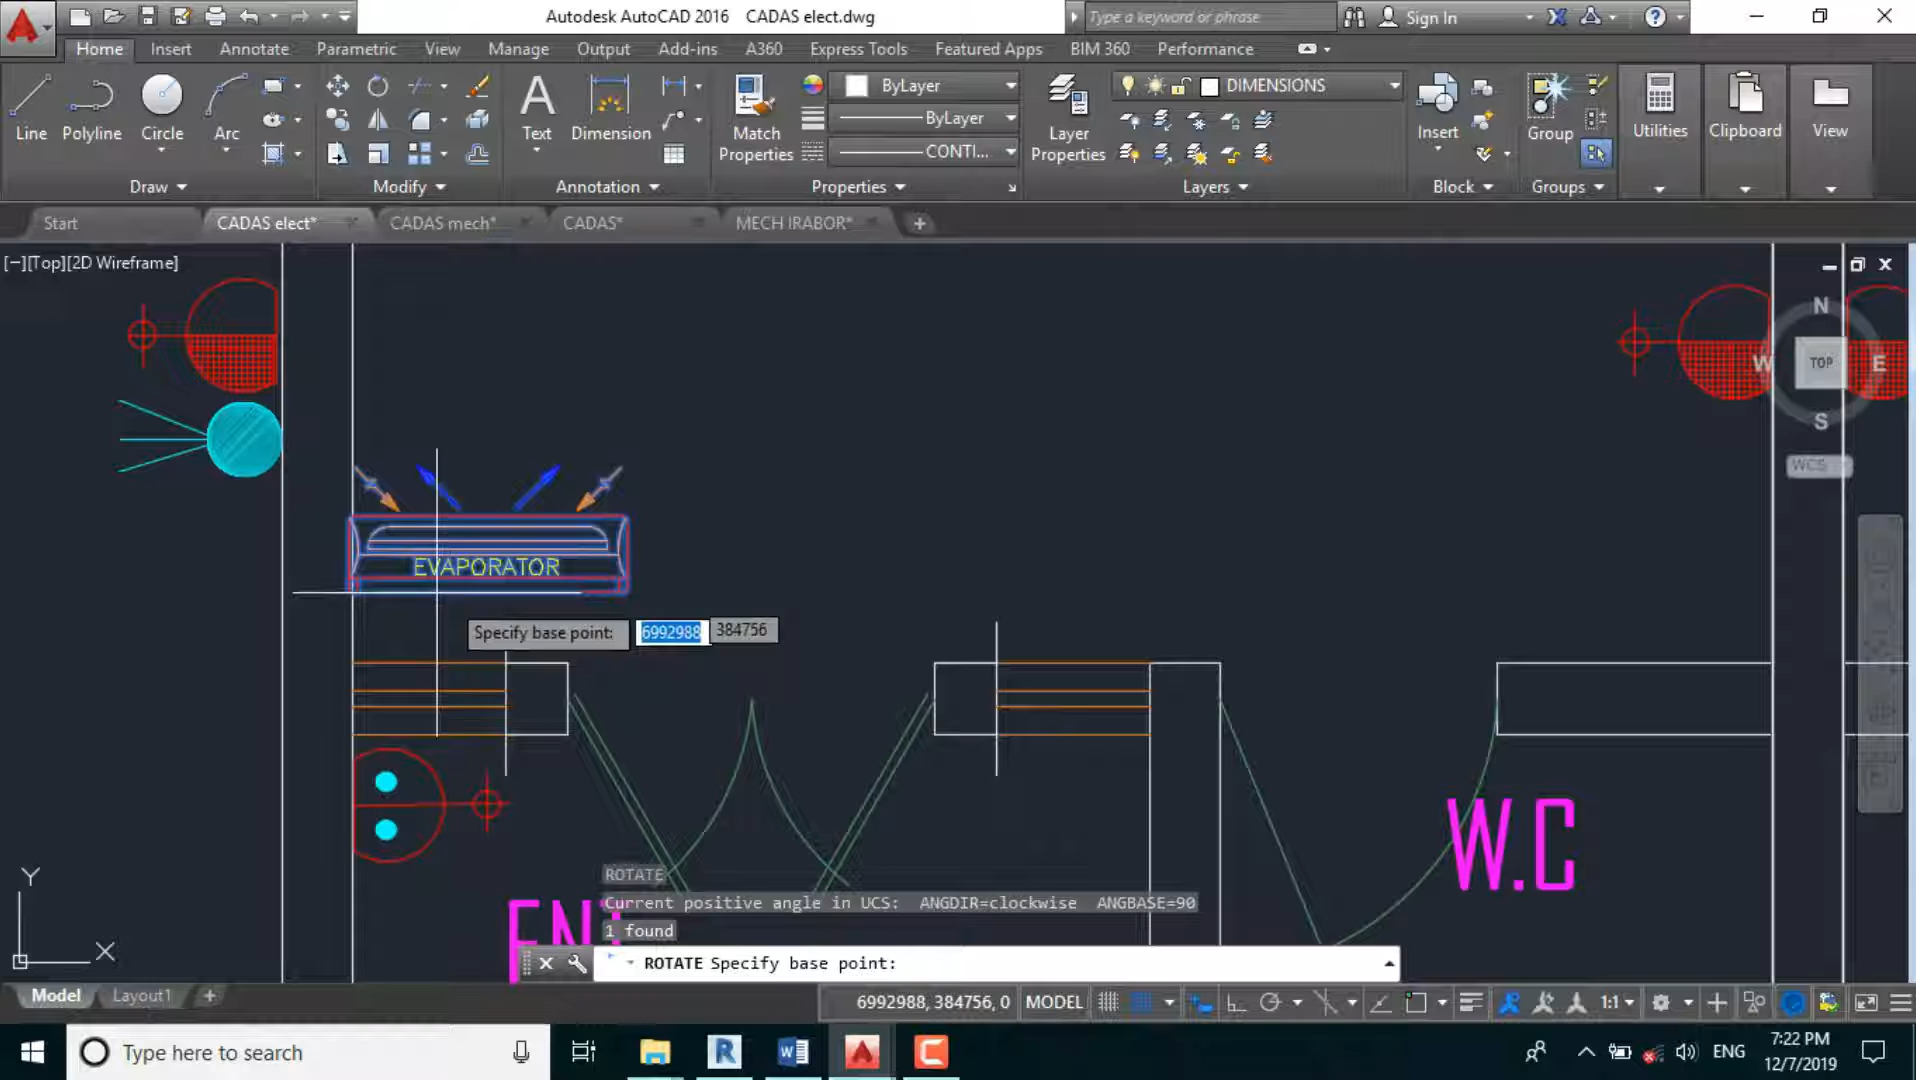 Autodesk AutoCAD 2016 CADAS elect.dwg
Type a keyword or phrase
Sign In
Home Insert Annotate Parametric View Manage Output Add-ins A360 Express Tools Featured Apps BIM 360 Performance
Line Polyline Circle Arc
Text Dimension
Match Properties
ByLayer
ByLayer
CONTI...
Layer Properties
DIMENSIONS
Insert
Group
Utilities
Clipboard
View
Draw Modify Annotation Properties Layers Block Groups
Start CADAS elect* CADAS mech* CADAS* MECH IRABOR*
[−][Top][2D Wireframe]
N
W TOP E
S
WCS
EVAPORATOR
Specify base point: 6992988 384756
W.C
ROTATE
Current positive angle in UCS: ANGDIR=clockwise ANGBASE=90
1 found
ROTATE Specify base point:
Y
X
Model Layout1
6992988, 384756, 0 MODEL 1:1
Type here to search
ENG
7:22 PM
12/7/2019